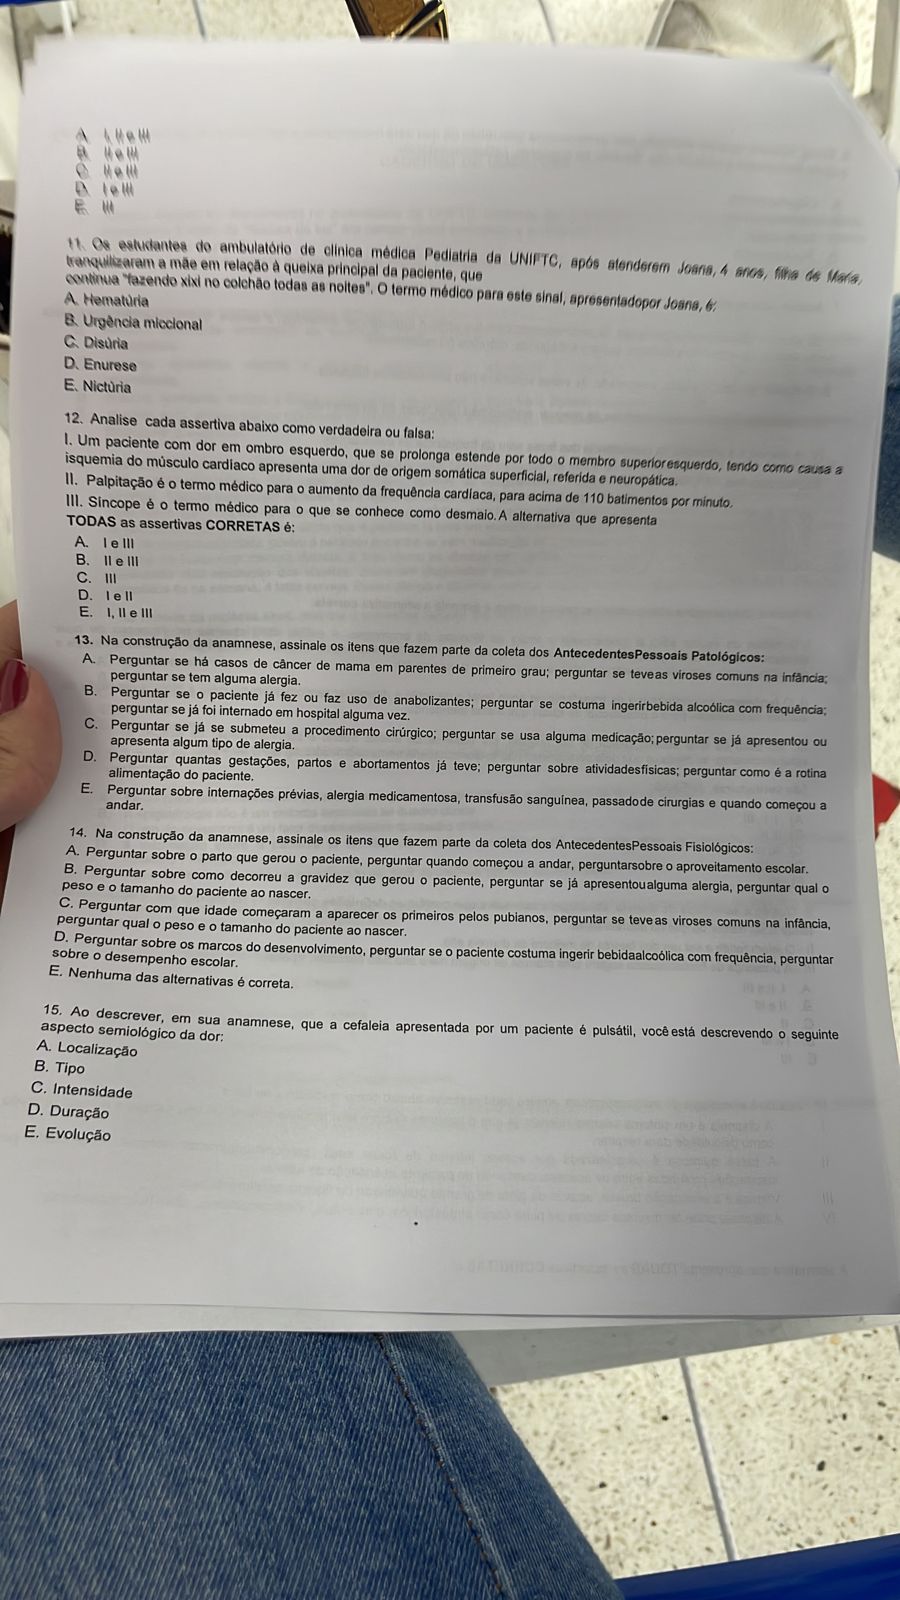 A. I, II e III
B. II e III
C. II e III
D. I e III
E. III
11. Os estudantes do ambulatório de clínica médica Pediatria da UNIFTC, após atenderem Joana, 4 anos, filha de Maria,
tranquilizaram a mãe em relação à queixa principal da paciente, que
continua "fazendo xixi no colchão todas as noites". O termo médico para este sinal, apresentadopor Joana, é:
A. Hematúria
B. Urgência miccional
C. Disúria
D. Enurese
E. Nictúria
12. Analise cada assertiva abaixo como verdadeira ou falsa:
I. Um paciente com dor em ombro esquerdo, que se prolonga estende por todo o membro superioresquerdo, tendo como causa a
isquemia do músculo cardíaco apresenta uma dor de origem somática superficial, referida e neuropática.
II. Palpitação é o termo médico para o aumento da frequência cardíaca, para acima de 110 batimentos por minuto.
III. Síncope é o termo médico para o que se conhece como desmaio. A alternativa que apresenta
TODAS as assertivas CORRETAS é:
A. I e III
B. II e III
C. III
D. I e II
E. I, II e III
13. Na construção da anamnese, assinale os itens que fazem parte da coleta dos AntecedentesPessoais Patológicos:
A. Perguntar se há casos de câncer de mama em parentes de primeiro grau; perguntar se teveas viroses comuns na infância;
perguntar se tem alguma alergia.
B. Perguntar se o paciente já fez ou faz uso de anabolizantes; perguntar se costuma ingerirbebida alcoólica com frequência;
perguntar se já foi internado em hospital alguma vez.
C. Perguntar se já se submeteu a procedimento cirúrgico; perguntar se usa alguma medicação; perguntar se já apresentou ou
apresenta algum tipo de alergia.
D. Perguntar quantas gestações, partos e abortamentos já teve; perguntar sobre atividadesfísicas; perguntar como é a rotina
alimentação do paciente.
E. Perguntar sobre internações prévias, alergia medicamentosa, transfusão sanguínea, passadode cirurgias e quando começou a
andar.
14. Na construção da anamnese, assinale os itens que fazem parte da coleta dos AntecedentesPessoais Fisiológicos:
A. Perguntar sobre o parto que gerou o paciente, perguntar quando começou a andar, perguntarsobre o aproveitamento escolar.
B. Perguntar sobre como decorreu a gravidez que gerou o paciente, perguntar se já apresentoualguma alergia, perguntar qual o
peso e o tamanho do paciente ao nascer.
C. Perguntar com que idade começaram a aparecer os primeiros pelos pubianos, perguntar se teveas viroses comuns na infância,
perguntar qual o peso e o tamanho do paciente ao nascer.
D. Perguntar sobre os marcos do desenvolvimento, perguntar se o paciente costuma ingerir bebidaalcoólica com frequência, perguntar
sobre o desempenho escolar.
E. Nenhuma das alternativas é correta.
15. Ao descrever, em sua anamnese, que a cefaleia apresentada por um paciente é pulsátil, você está descrevendo o seguinte
aspecto semiológico da dor:
A. Localização
B. Tipo
C. Intensidade
D. Duração
E. Evolução